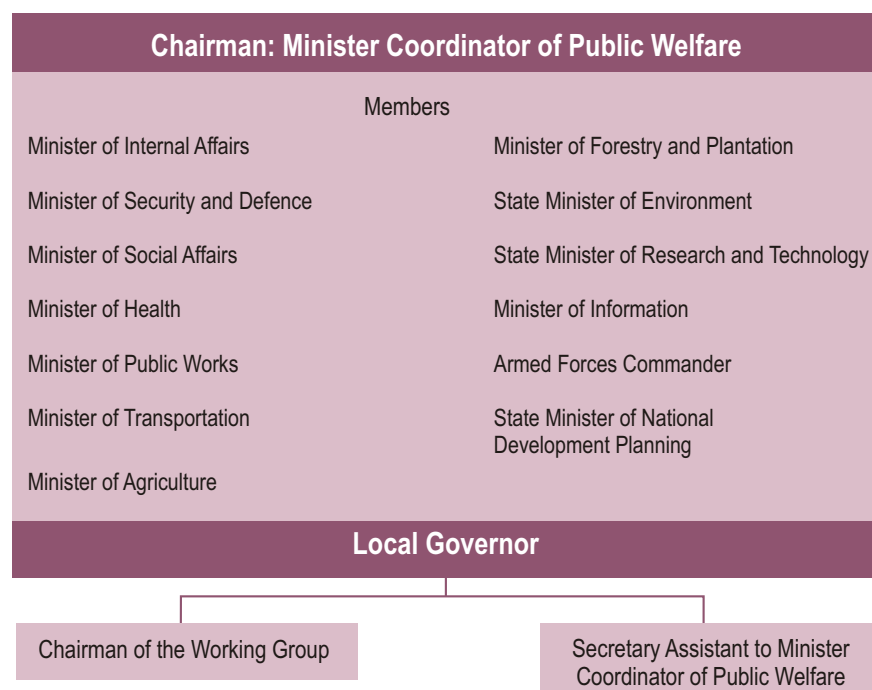 Chairman: Minister Coordinator of Public Welfare
Members
Minister of Internal Affairs
Minister of Security and Defence
Minister of Social Affairs
Minister of Health
Minister of Public Works
Minister of Transportation
Minister of Agriculture
Minister of Forestry and Plantation
State Minister of Environment
State Minister of Research and Technology
Minister of Information
Armed Forces Commander
State Minister of National
Development Planning
Local Governor
Chairman of the Working Group
Secretary Assistant to Minister
Coordinator of Public Welfare